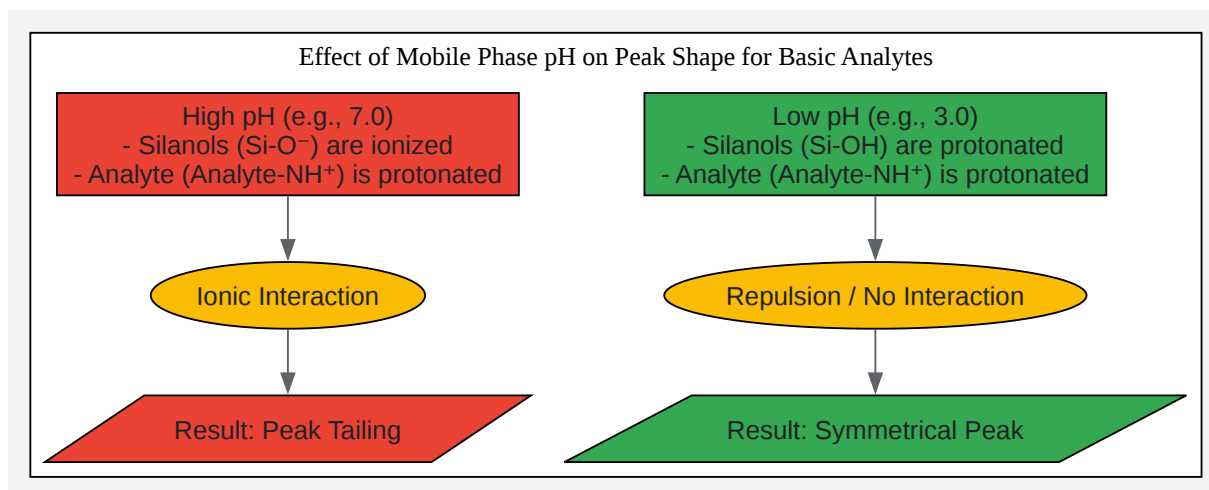 Effect of Mobile Phase pH on Peak Shape for Basic Analytes
High pH (e.g., 7.0)
- Silanols (Si-O⁻) are ionized
- Analyte (Analyte-NH⁺) is protonated
Ionic Interaction
Result: Peak Tailing
Low pH (e.g., 3.0)
- Silanols (Si-OH) are protonated
- Analyte (Analyte-NH⁺) is protonated
Repulsion / No Interaction
Result: Symmetrical Peak